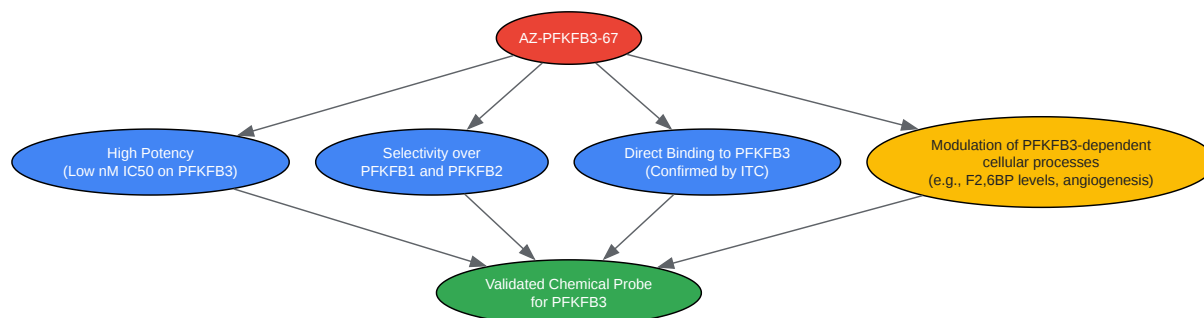 AZ-PFKFB3-67
High Potency
(Low nM IC50 on PFKFB3)
Selectivity over
PFKFB1 and PFKFB2
Direct Binding to PFKFB3
(Confirmed by ITC)
Modulation of PFKFB3-dependent
cellular processes
(e.g., F2,6BP levels, angiogenesis)
Validated Chemical Probe
for PFKFB3